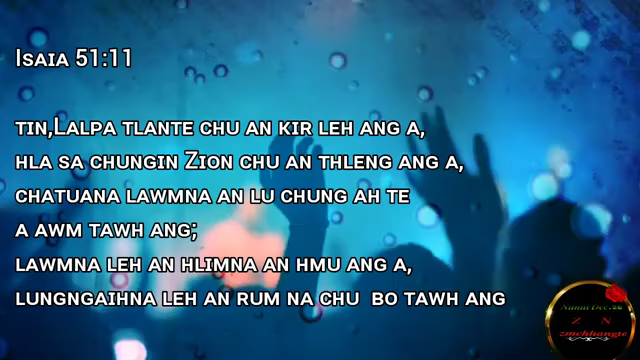 Isaia 51:11
tin,Lalpa tlante chu an kir leh ang a,
hla sa chungin Zion chu an thleng ang a,
chatuana lawmna an lu chung ah te
a awm tawh ang;
lawmna leh an hlimna an hmu ang a,
lungngaihna leh an rum na chu  bo tawh ang
Z N
zmchhangte